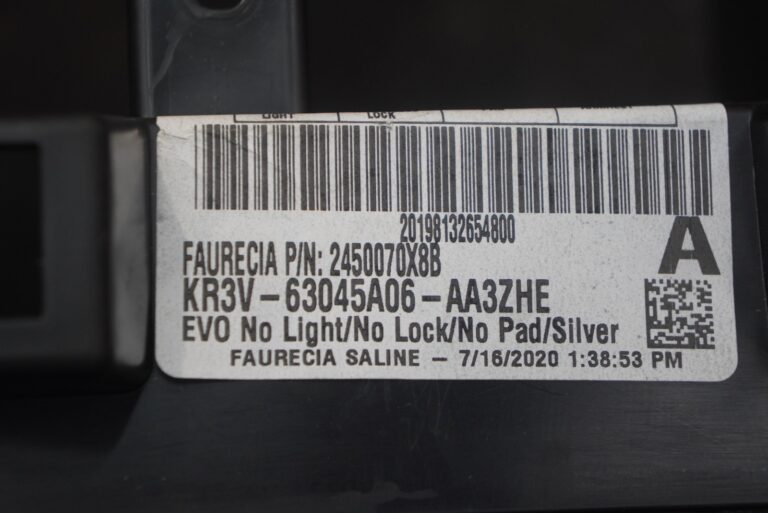 LIGHT LOCK
20198132654800
A
FAURECIA P/N: 2450070X8B
KR3V-63045A06-AA3ZHE
EVO No Light/No Lock/No Pad/Silver
FAURECIA SALINE - 7/16/2020 1:38:53 PM